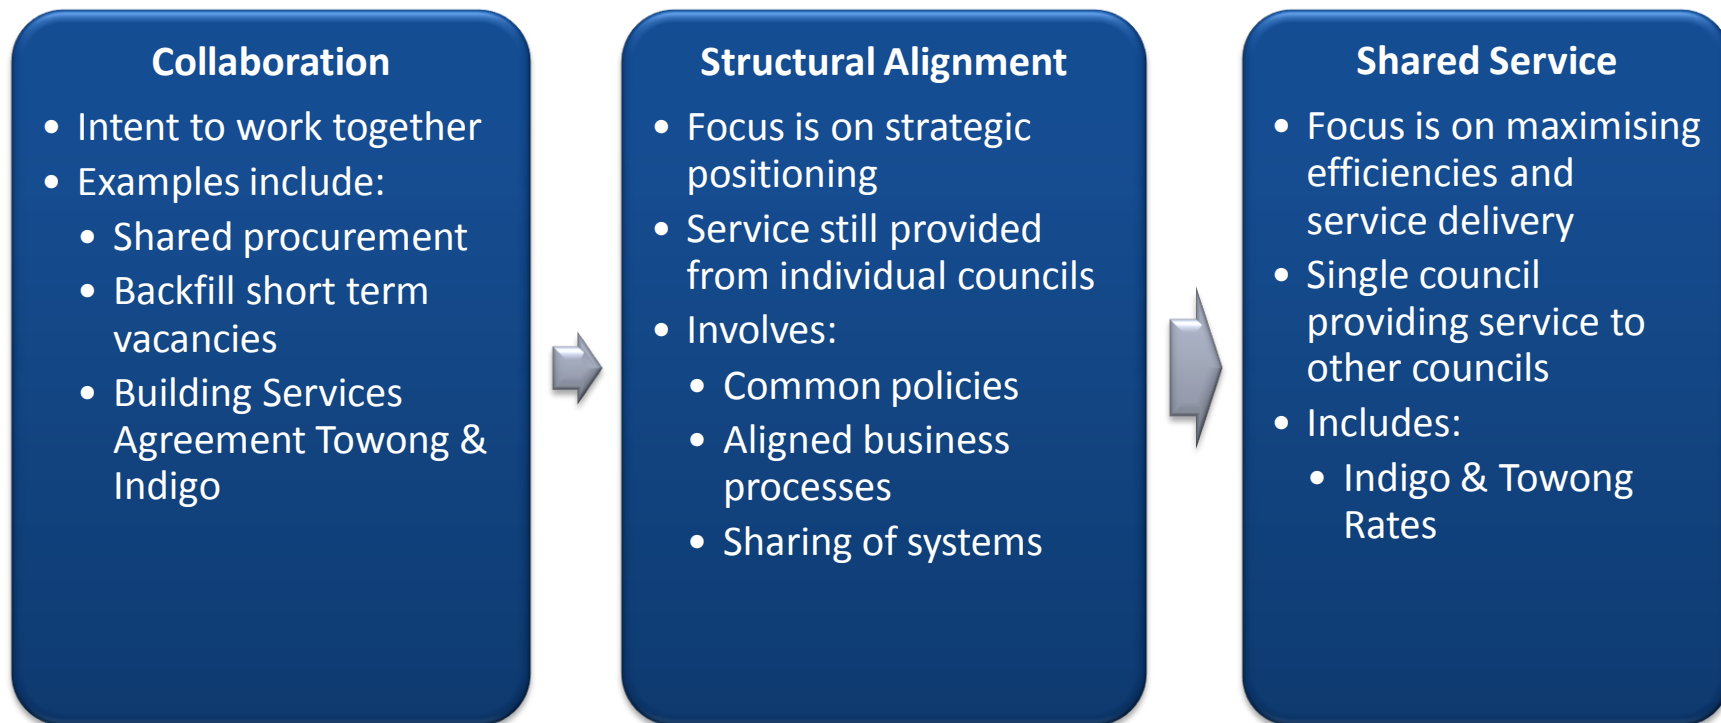 Collaboration
• Intent to work together
• Examples include:
• Shared procurement
• Backfill short term
vacancies
• Building Services
Agreement Towong &
Indigo
Structural Alignment
• Focus is on strategic
positioning
• Service still provided
from individual councils
• Involves:
• Common policies
• Aligned business
processes
• Sharing of systems
Shared Service
• Focus is on maximising
efficiencies and
service delivery
• Single council
providing service to
other councils
• Includes:
• Indigo & Towong
Rates